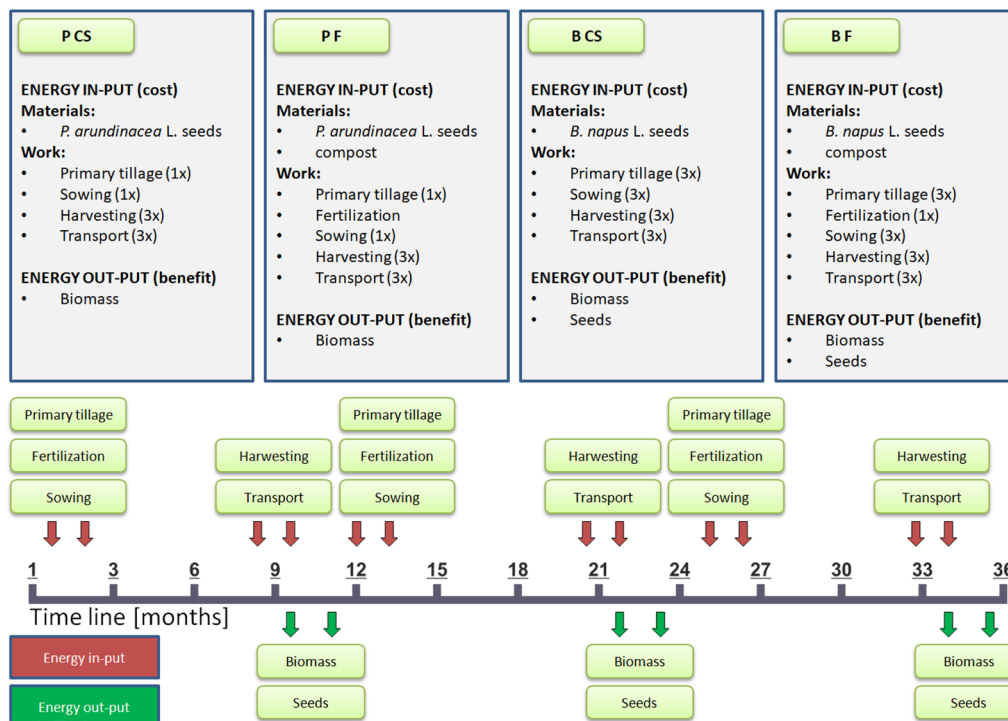 P CS
ENERGY IN-PUT (cost)
Materials:
• P. arundinacea L. seeds
Work:
• Primary tillage (1x)
• Sowing (1x)
• Harvesting (3x)
• Transport (3x)
ENERGY OUT-PUT (benefit)
• Biomass
P F
ENERGY IN-PUT (cost)
Materials:
• P. arundinacea L. seeds
• compost
Work:
• Primary tillage (1x)
• Fertilization
• Sowing (1x)
• Harvesting (3x)
• Transport (3x)
ENERGY OUT-PUT (benefit)
• Biomass
B CS
ENERGY IN-PUT (cost)
Materials:
• B. napus L. seeds
Work:
• Primary tillage (3x)
• Sowing (3x)
• Harvesting (3x)
• Transport (3x)
ENERGY OUT-PUT (benefit)
• Biomass
• Seeds
B F
ENERGY IN-PUT (cost)
Materials:
• B. napus L. seeds
• compost
Work:
• Primary tillage (3x)
• Fertilization (1x)
• Sowing (3x)
• Harvesting (3x)
• Transport (3x)
ENERGY OUT-PUT (benefit)
• Biomass
• Seeds
Primary tillage
Fertilization
Sowing
Harwesting
Transport
Primary tillage
Fertilization
Sowing
Harwesting
Transport
Primary tillage
Fertilization
Sowing
Harwesting
Transport
1 3 6 9 12 15 18 21 24 27 30 33 36
Time line [months]
Energy in-put
Energy out-put
Biomass
Seeds
Biomass
Seeds
Biomass
Seeds